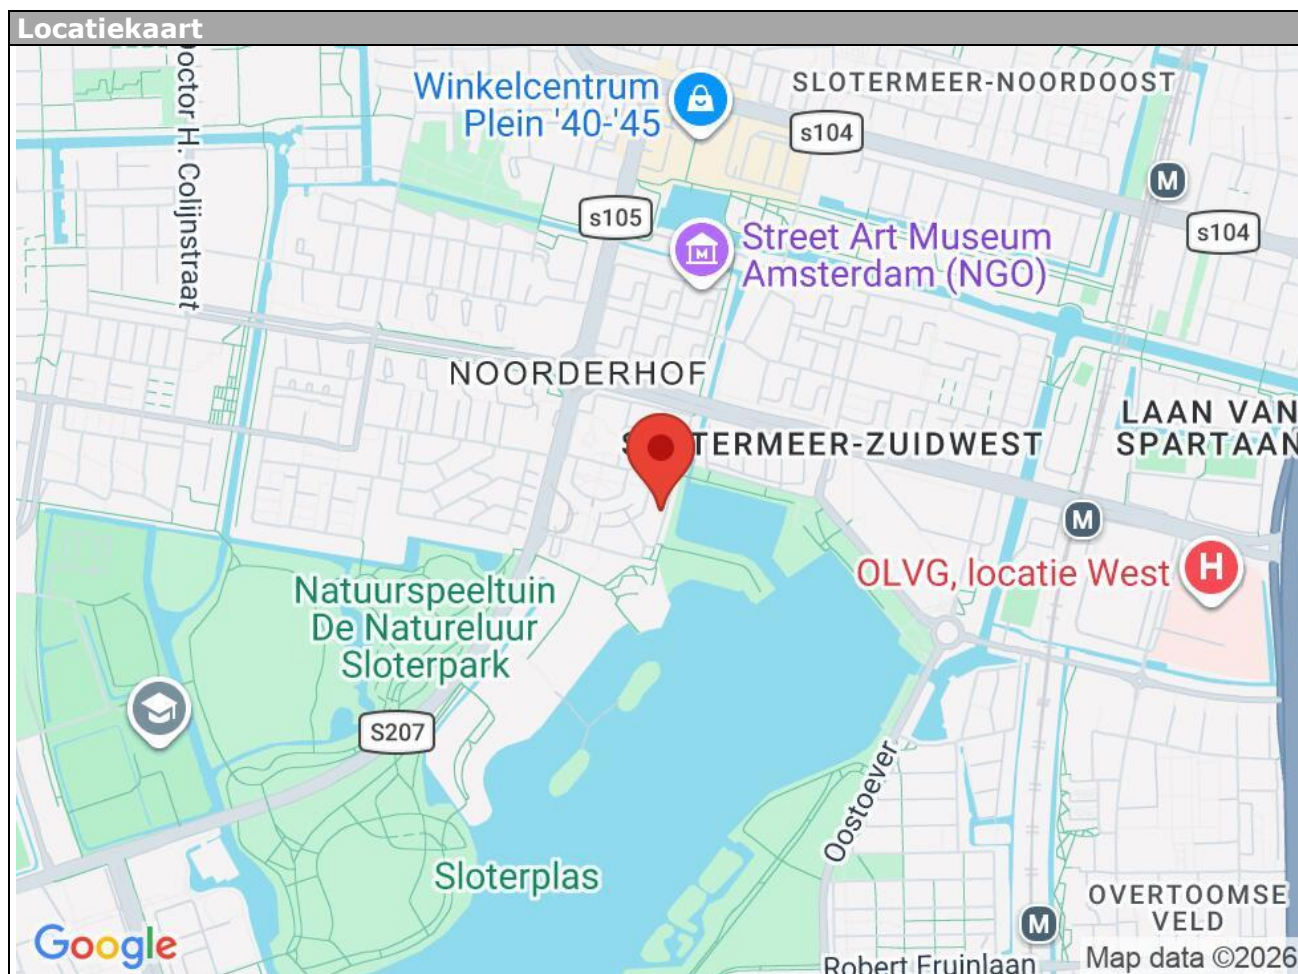 Locatiekaart
Doctor H. Colijnstraat
Winkelcentrum
Plein '40-'45
SLOTERMEER-NOORDOOST
s104
M
s105
s104
Street Art Museum
Amsterdam (NGO)
M
NOORDERHOF
LAAN VAN
SPARTAAN
TERMEER-ZUIDWEST
M
OLVG, locatie West
H
Natuurspeeltuin
De Natureluur
Sloterpark
S207
Oostoever
Sloterplas
OVERTOOMSE
VELD
M
Google
Robert Fruinlaan
Map data ©2026